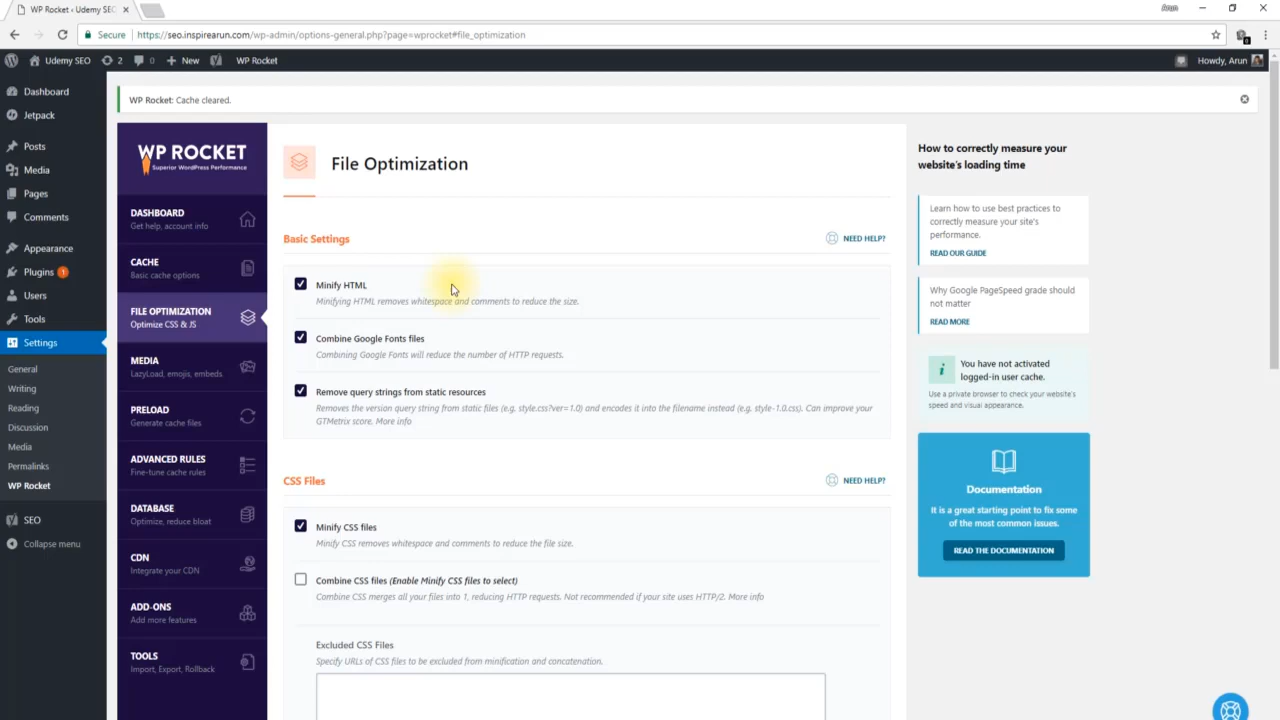 WP Rocket ‹ Udemy SEO
Arun
Secure
https://seo.inspirearun.com/wp-admin/options-general.php?page=wprocket#file_optimization
Udemy SEO
2
0
New
WP Rocket
Howdy, Arun
Dashboard
Jetpack
Posts
Media
Pages
Comments
Appearance
Plugins 1
Users
Tools
Settings
General
Writing
Reading
Discussion
Media
Permalinks
WP Rocket
SEO
Collapse menu
WP Rocket: Cache cleared.
WP ROCKET
Superior WordPress Performance
DASHBOARD
Get help, account info
CACHE
Basic cache options
FILE OPTIMIZATION
Optimize CSS & JS
MEDIA
LazyLoad, emojis, embeds
PRELOAD
Generate cache files
ADVANCED RULES
Fine-tune cache rules
DATABASE
Optimize, reduce bloat
CDN
Integrate your CDN
ADD-ONS
Add more features
TOOLS
Import, Export, Rollback
File Optimization
Basic Settings
NEED HELP?
Minify HTML
Minifying HTML removes whitespace and comments to reduce the size.
Combine Google Fonts files
Combining Google Fonts will reduce the number of HTTP requests.
Remove query strings from static resources
Removes the version query string from static files (e.g. style.css?ver=1.0) and encodes it into the filename instead (e.g. style-1.0.css). Can improve your
GTMetrix score. More info
CSS Files
NEED HELP?
Minify CSS files
Minify CSS removes whitespace and comments to reduce the file size.
Combine CSS files (Enable Minify CSS files to select)
Combine CSS merges all your files into 1, reducing HTTP requests. Not recommended if your site uses HTTP/2. More info
Excluded CSS Files
Specify URLs of CSS files to be excluded from minification and concatenation.
How to correctly measure your
website's loading time
Learn how to use best practices to
correctly measure your site's
performance.
READ OUR GUIDE
Why Google PageSpeed grade should
not matter
READ MORE
You have not activated
logged-in user cache.
Use a private browser to check your website's
speed and visual appearance.
Documentation
It is a great starting point to fix some
of the most common issues.
READ THE DOCUMENTATION